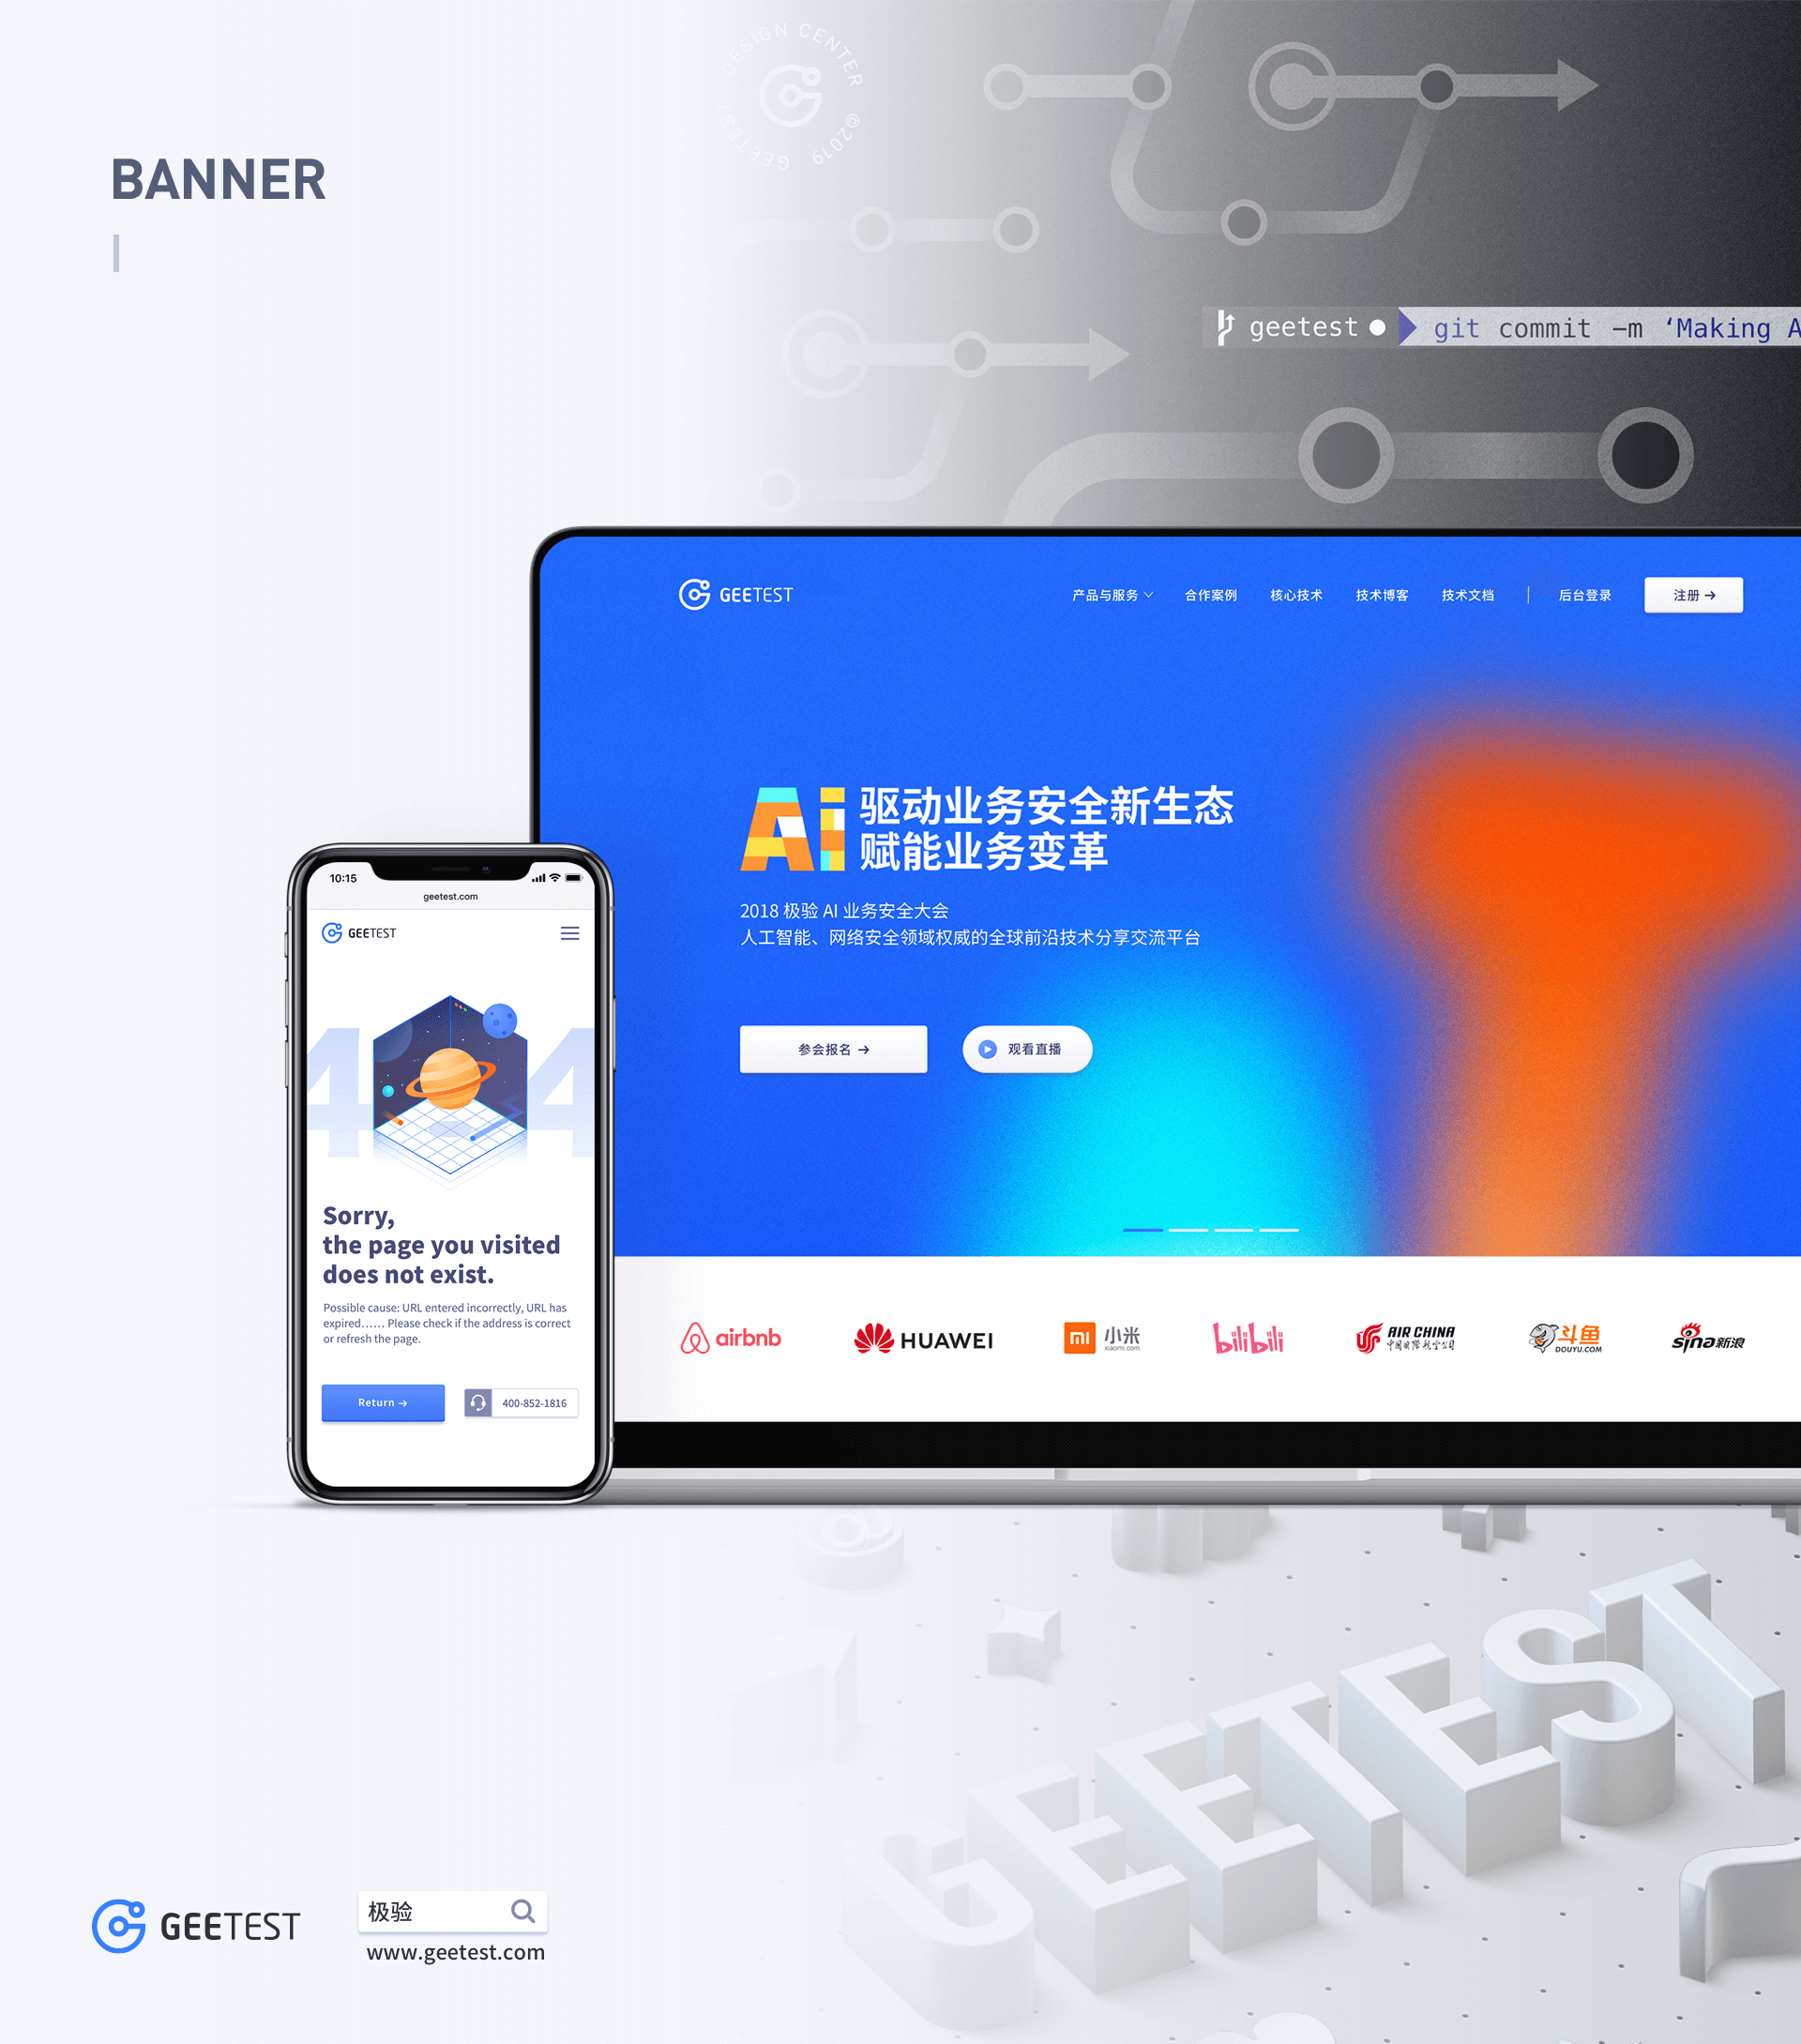 GEETEST DESIGN CENTER ©2019
BANNER
geetest
git commit -m ‘Making A
GEETEST
产品与服务
合作案例
核心技术
技术博客
技术文档
后台登录
注册 →
Ai 驱动业务安全新生态
赋能业务变革
2018 极验 AI 业务安全大会
人工智能、网络安全领域权威的全球前沿技术分享交流平台
参会报名 →
观看直播
airbnb
HUAWEI
mi 小米
xiaomi.com
bilibili
AIR CHINA
中国国际航空公司
斗鱼
DOUYU.COM
sina新浪
10:15
geetest.com
GEETEST
4 4
Sorry,
the page you visited
does not exist.
Possible cause: URL entered incorrectly, URL has
expired…… Please check if the address is correct
or refresh the page.
Return →
400-852-1816
@
GEETEST
GEETEST
极验
www.geetest.com